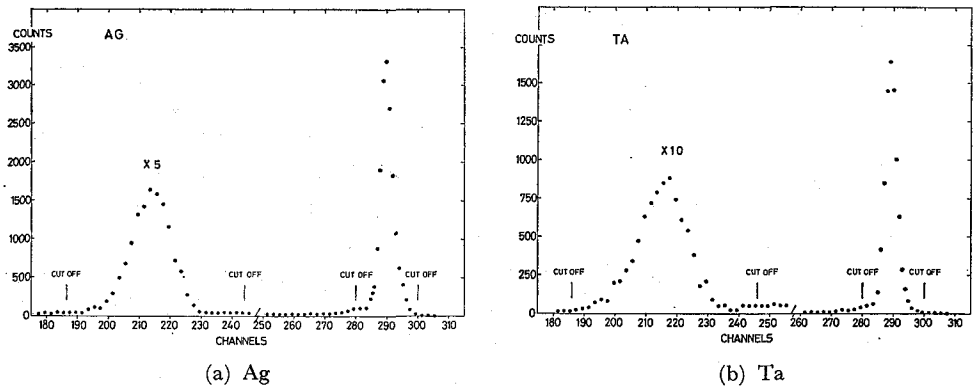 COUNTS
AG
3500
3000
2500
2000
1500
1000
500
0
X 5
CUT OFF
CUT OFF
CUT OFF
CUT OFF
180 190 200 210 220 230 240 250 260 270 280 290 300 310
CHANNELS
(a) Ag
COUNTS
TA
1500
1250
1000
750
500
250
0
X10
CUT OFF
CUT OFF
CUT OFF
CUT OFF
180 190 200 210 220 230 240 260 270 280 290 300 310
CHANNELS
(b) Ta